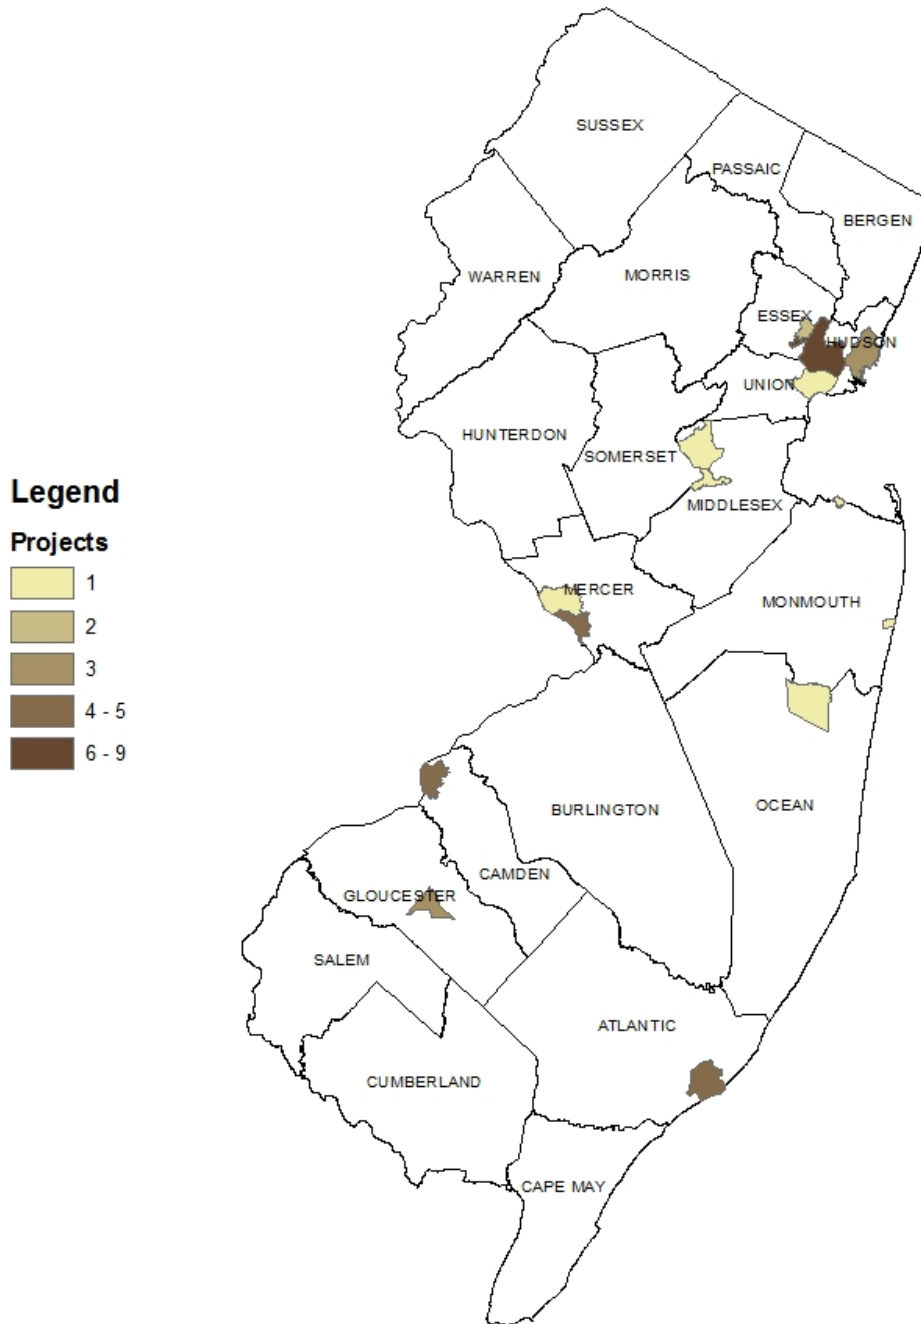 SUSSEX
PASSAIC
BERGEN
WARREN
MORRIS
ESSEX
HUDSON
UNION
HUNTERDON
SOMERSET
MIDDLESEX
Legend
Projects
1
2
3
4 - 5
6 - 9
MERCER
MONMOUTH
OCEAN
BURLINGTON
CAMDEN
GLOUCESTER
SALEM
ATLANTIC
CUMBERLAND
CAPE MAY